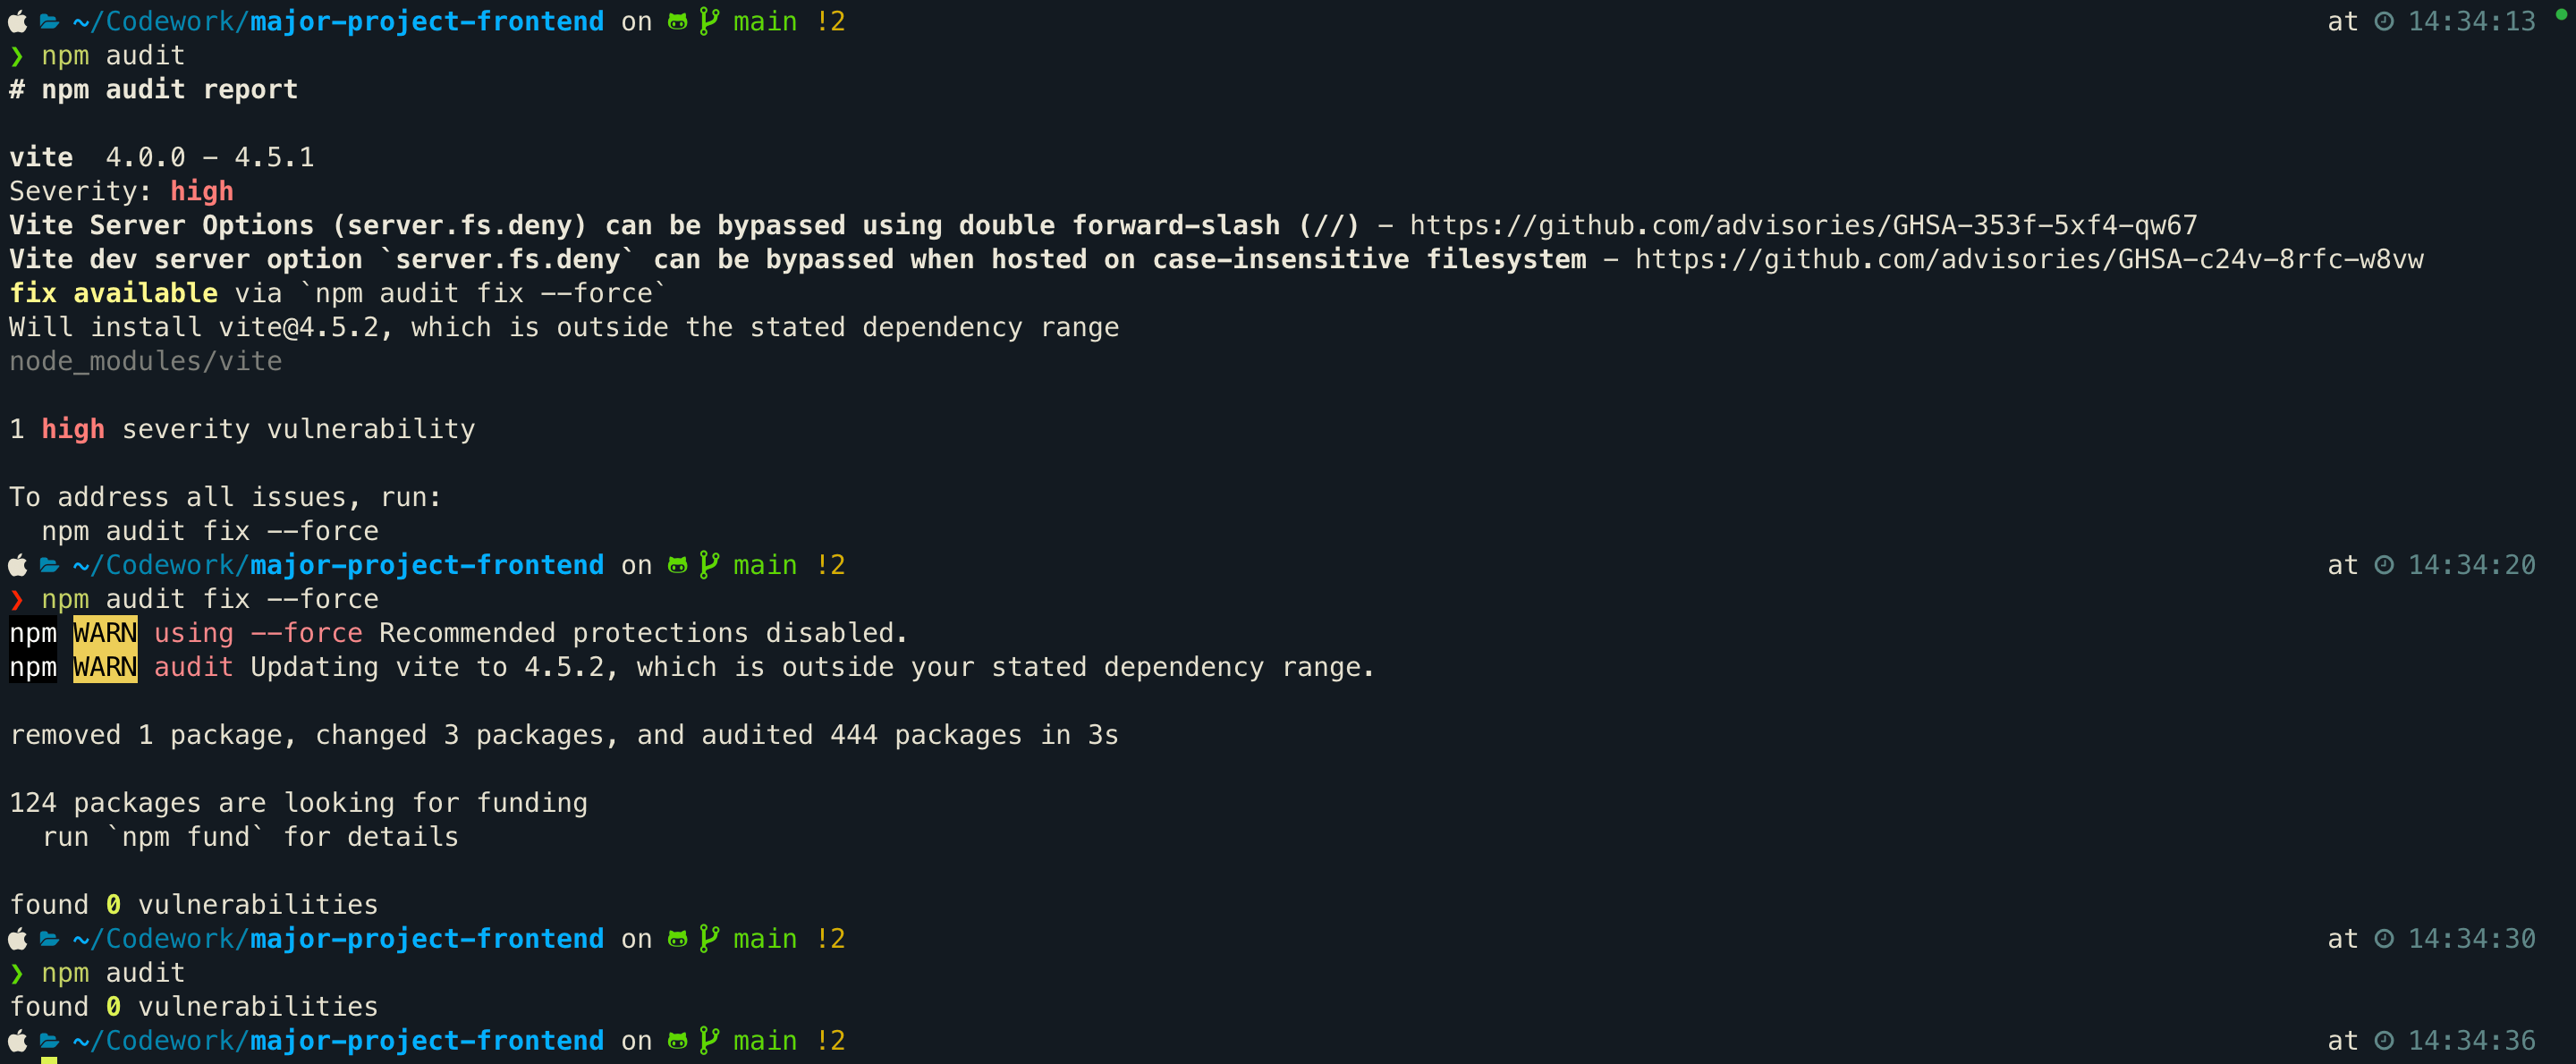 ~/Codework/major-project-frontend on main !2 at 14:34:13
❯ npm audit
# npm audit report

vite  4.0.0 - 4.5.1
Severity: high
Vite Server Options (server.fs.deny) can be bypassed using double forward-slash (//) - https://github.com/advisories/GHSA-353f-5xf4-qw67
Vite dev server option `server.fs.deny` can be bypassed when hosted on case-insensitive filesystem - https://github.com/advisories/GHSA-c24v-8rfc-w8vw
fix available via `npm audit fix --force`
Will install vite@4.5.2, which is outside the stated dependency range
node_modules/vite

1 high severity vulnerability

To address all issues, run:
  npm audit fix --force
~/Codework/major-project-frontend on main !2 at 14:34:20
❯ npm audit fix --force
npm WARN using --force Recommended protections disabled.
npm WARN audit Updating vite to 4.5.2, which is outside your stated dependency range.

removed 1 package, changed 3 packages, and audited 444 packages in 3s

124 packages are looking for funding
  run `npm fund` for details

found 0 vulnerabilities
~/Codework/major-project-frontend on main !2 at 14:34:30
❯ npm audit
found 0 vulnerabilities
~/Codework/major-project-frontend on main !2 at 14:34:36